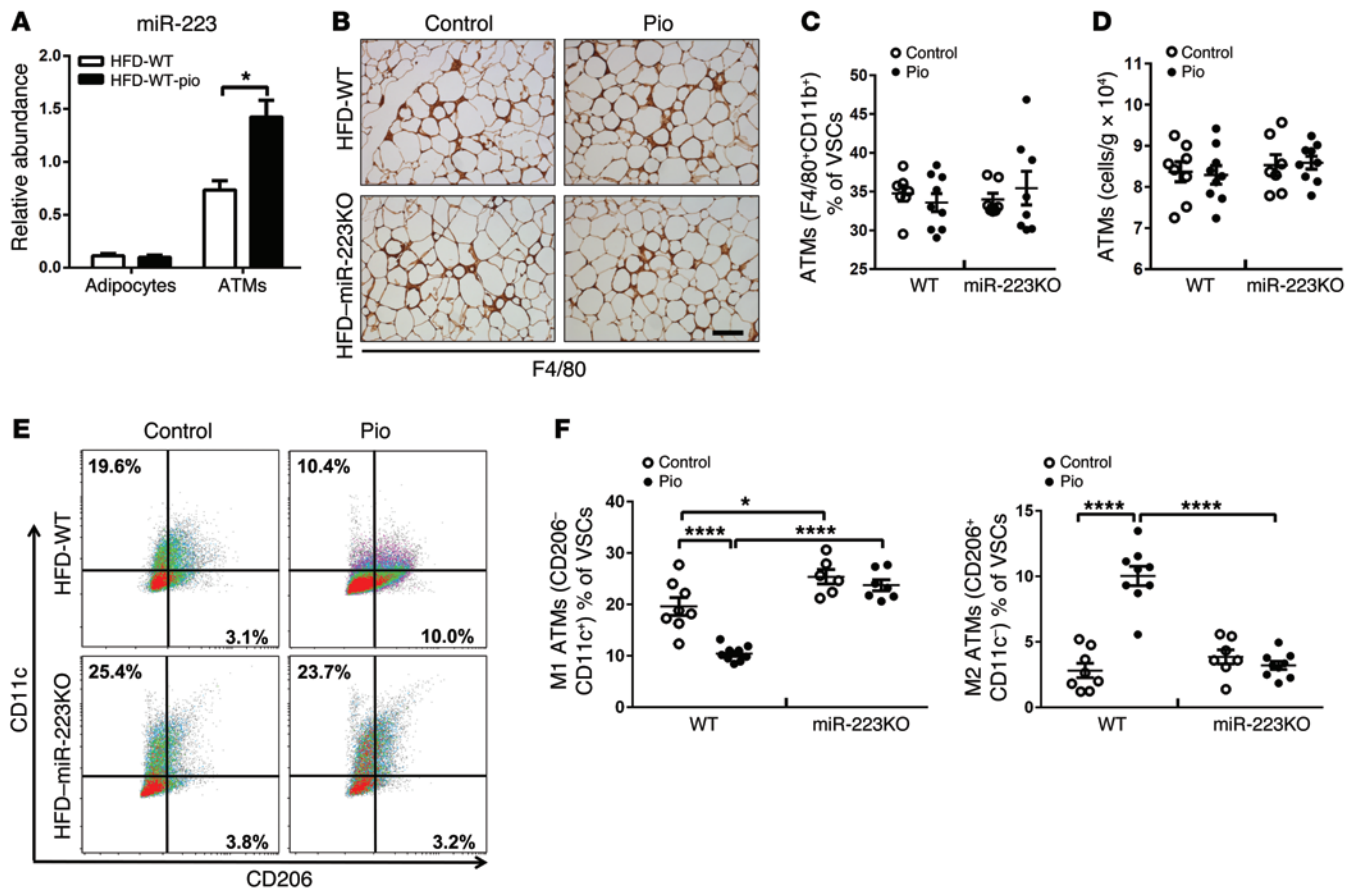 A
miR-223
HFD-WT
HFD-WT-pio
Relative abundance
2.0
1.5
1.0
0.5
0.0
*
Adipocytes
ATMs
B
Control
Pio
HFD-WT
HFD–miR-223KO
F4/80
C
Control
Pio
ATMs (F4/80+CD11b+)
% of VSCs
50
45
40
35
30
25
WT
miR-223KO
D
Control
Pio
ATMs (cells/g × 10⁴)
11
9
8
7
6
WT
miR-223KO
E
Control
Pio
HFD-WT
19.6%
3.1%
10.4%
10.0%
HFD–miR-223KO
25.4%
3.8%
23.7%
3.2%
CD11c
CD206
F
Control
Pio
M1 ATMs (CD206–
CD11c+) % of VSCs
40
30
20
10
0
*
****
****
WT
miR-223KO
Control
Pio
M2 ATMs (CD206+
CD11c–) % of VSCs
15
10
5
0
****
****
WT
miR-223KO